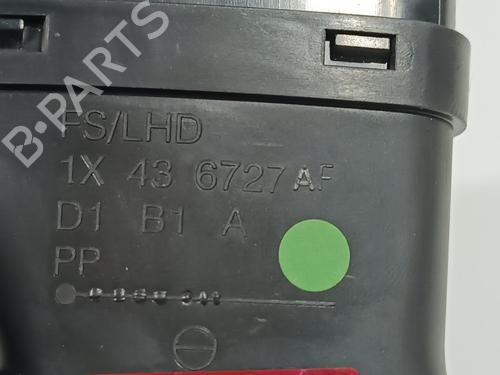 B-PARTS
FS/LHD
1X 43 6727 AF
D1 B1 A
PP